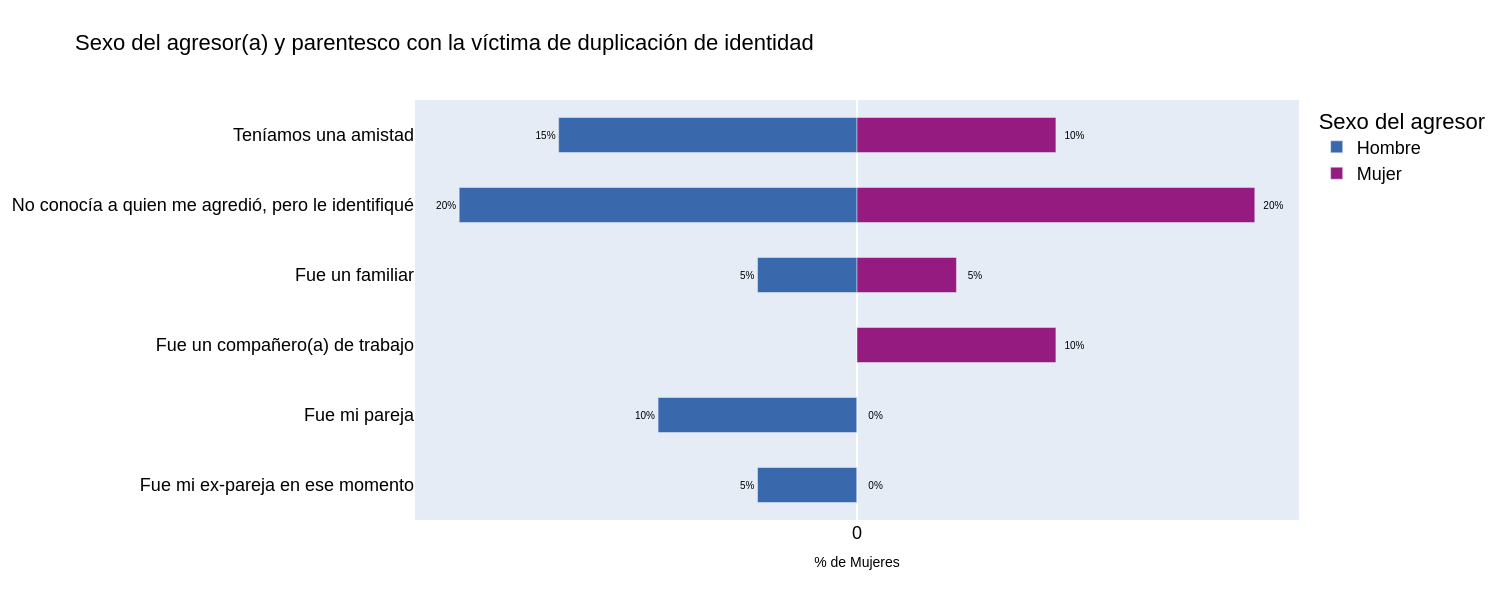 Sexo del agresor(a) y parentesco con la víctima de duplicación de identidad
Sexo del agresor
Hombre
Mujer
Teníamos una amistad
15%
10%
No conocía a quien me agredió, pero le identifiqué
20%
20%
Fue un familiar
5%
5%
Fue un compañero(a) de trabajo
10%
Fue mi pareja
10%
0%
Fue mi ex-pareja en ese momento
5%
0%
0
% de Mujeres